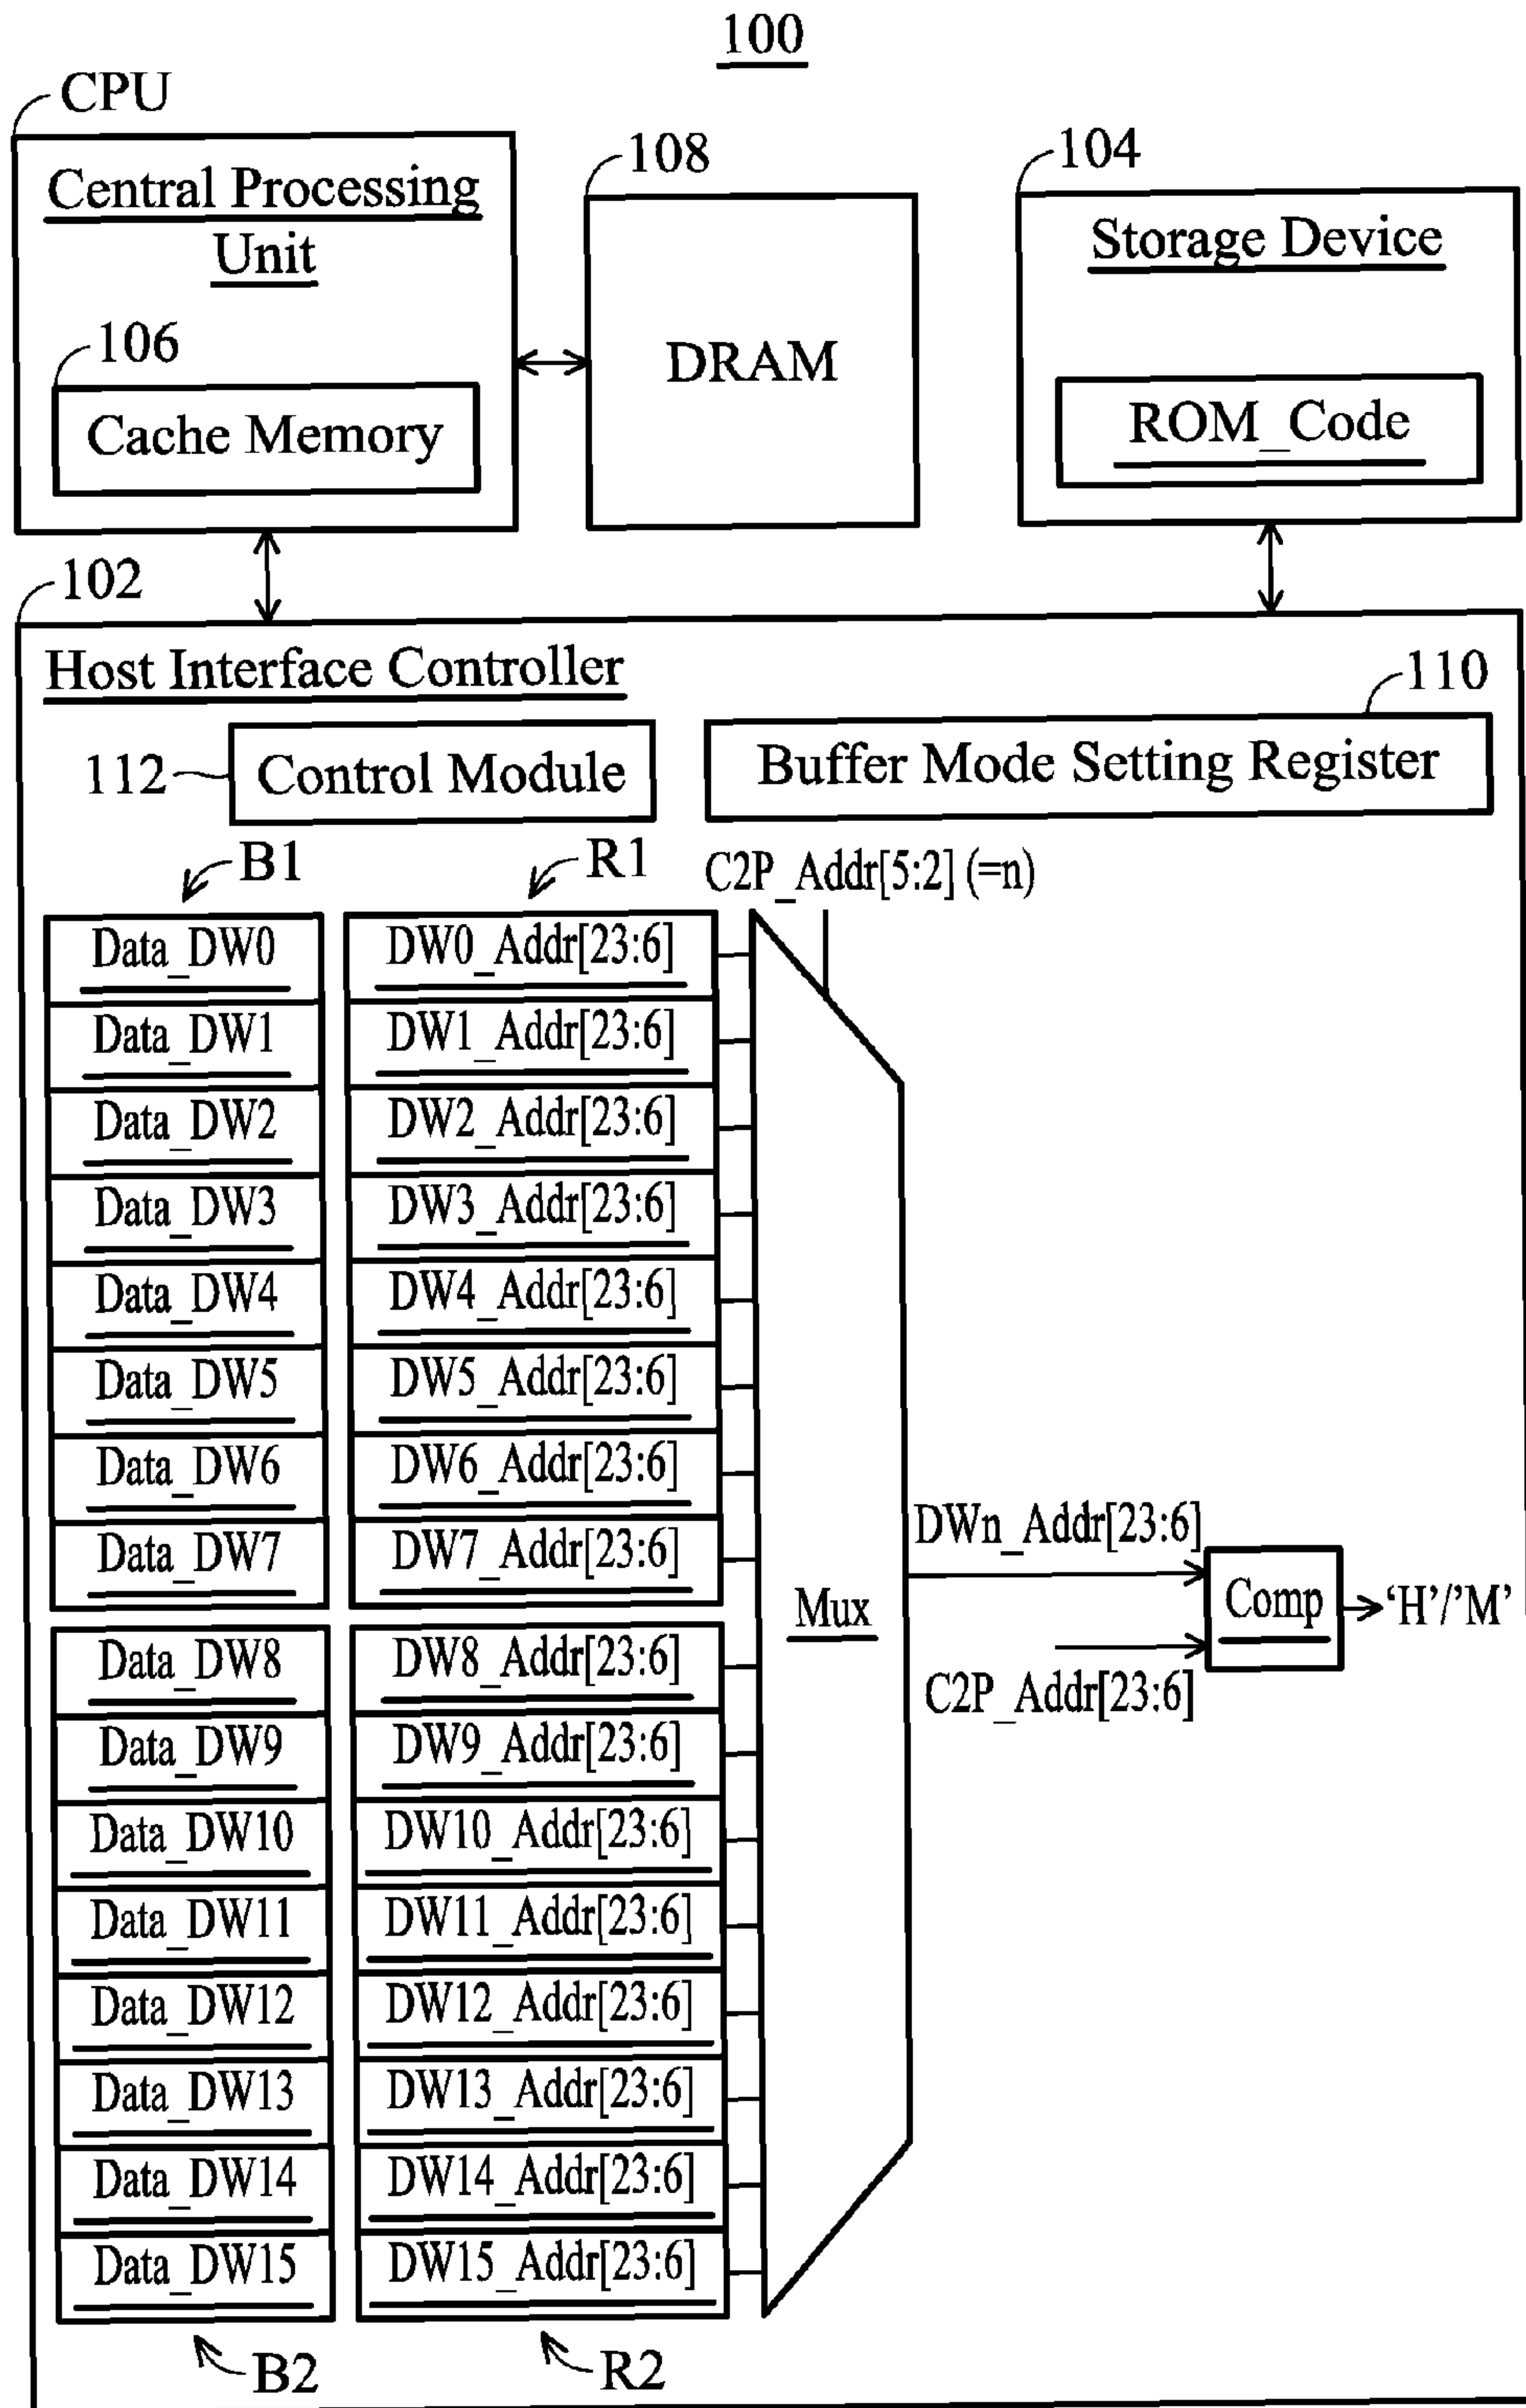 100
CPU
Central Processing
Unit
106
Cache Memory
108
DRAM
104
Storage Device
ROM_Code
102
Host Interface Controller
112
Control Module
110
Buffer Mode Setting Register
B1
R1
C2P_Addr[5:2] (=n)
Data_DW0
DW0_Addr[23:6]
Data_DW1
DW1_Addr[23:6]
Data_DW2
DW2_Addr[23:6]
Data_DW3
DW3_Addr[23:6]
Data_DW4
DW4_Addr[23:6]
Data_DW5
DW5_Addr[23:6]
Data_DW6
DW6_Addr[23:6]
Data_DW7
DW7_Addr[23:6]
Data_DW8
DW8_Addr[23:6]
Data_DW9
DW9_Addr[23:6]
Data_DW10
DW10_Addr[23:6]
Data_DW11
DW11_Addr[23:6]
Data_DW12
DW12_Addr[23:6]
Data_DW13
DW13_Addr[23:6]
Data_DW14
DW14_Addr[23:6]
Data_DW15
DW15_Addr[23:6]
Mux
DWn_Addr[23:6]
Comp
‘H’/’M’
C2P_Addr[23:6]
B2
R2